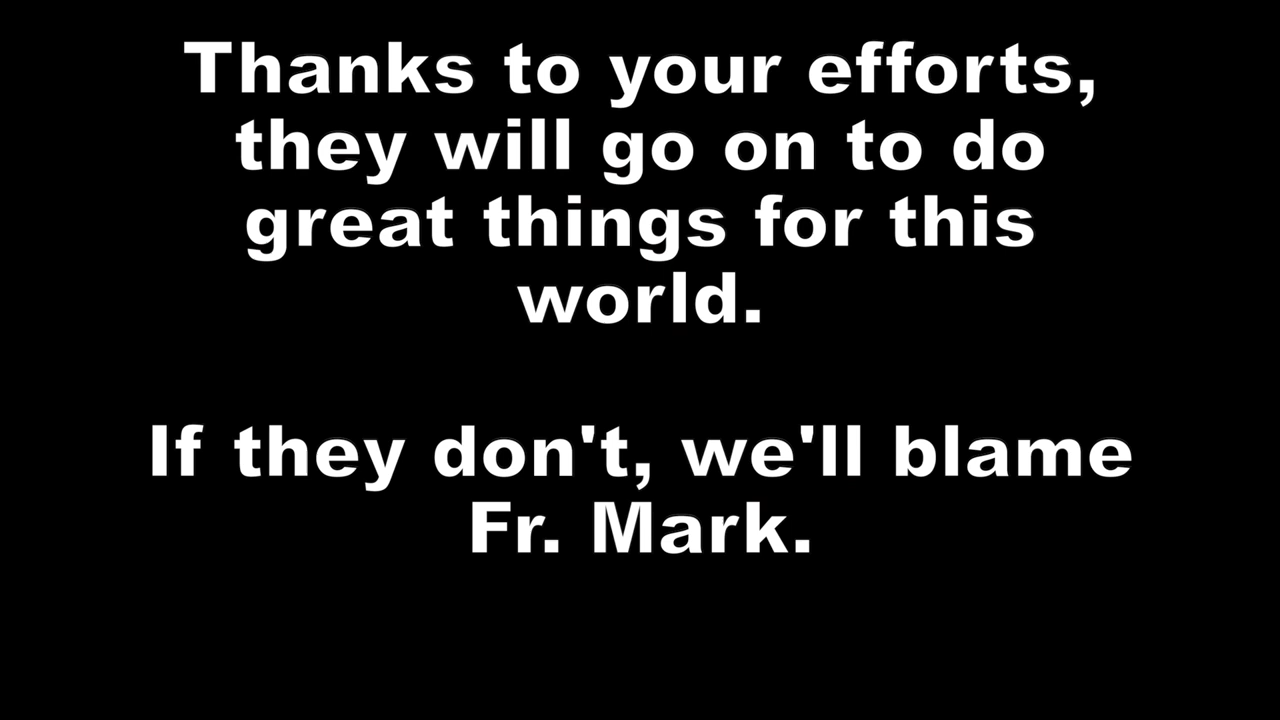 Thanks to your efforts,
they will go on to do
great things for this
world.
If they don't, we'll blame
Fr. Mark.